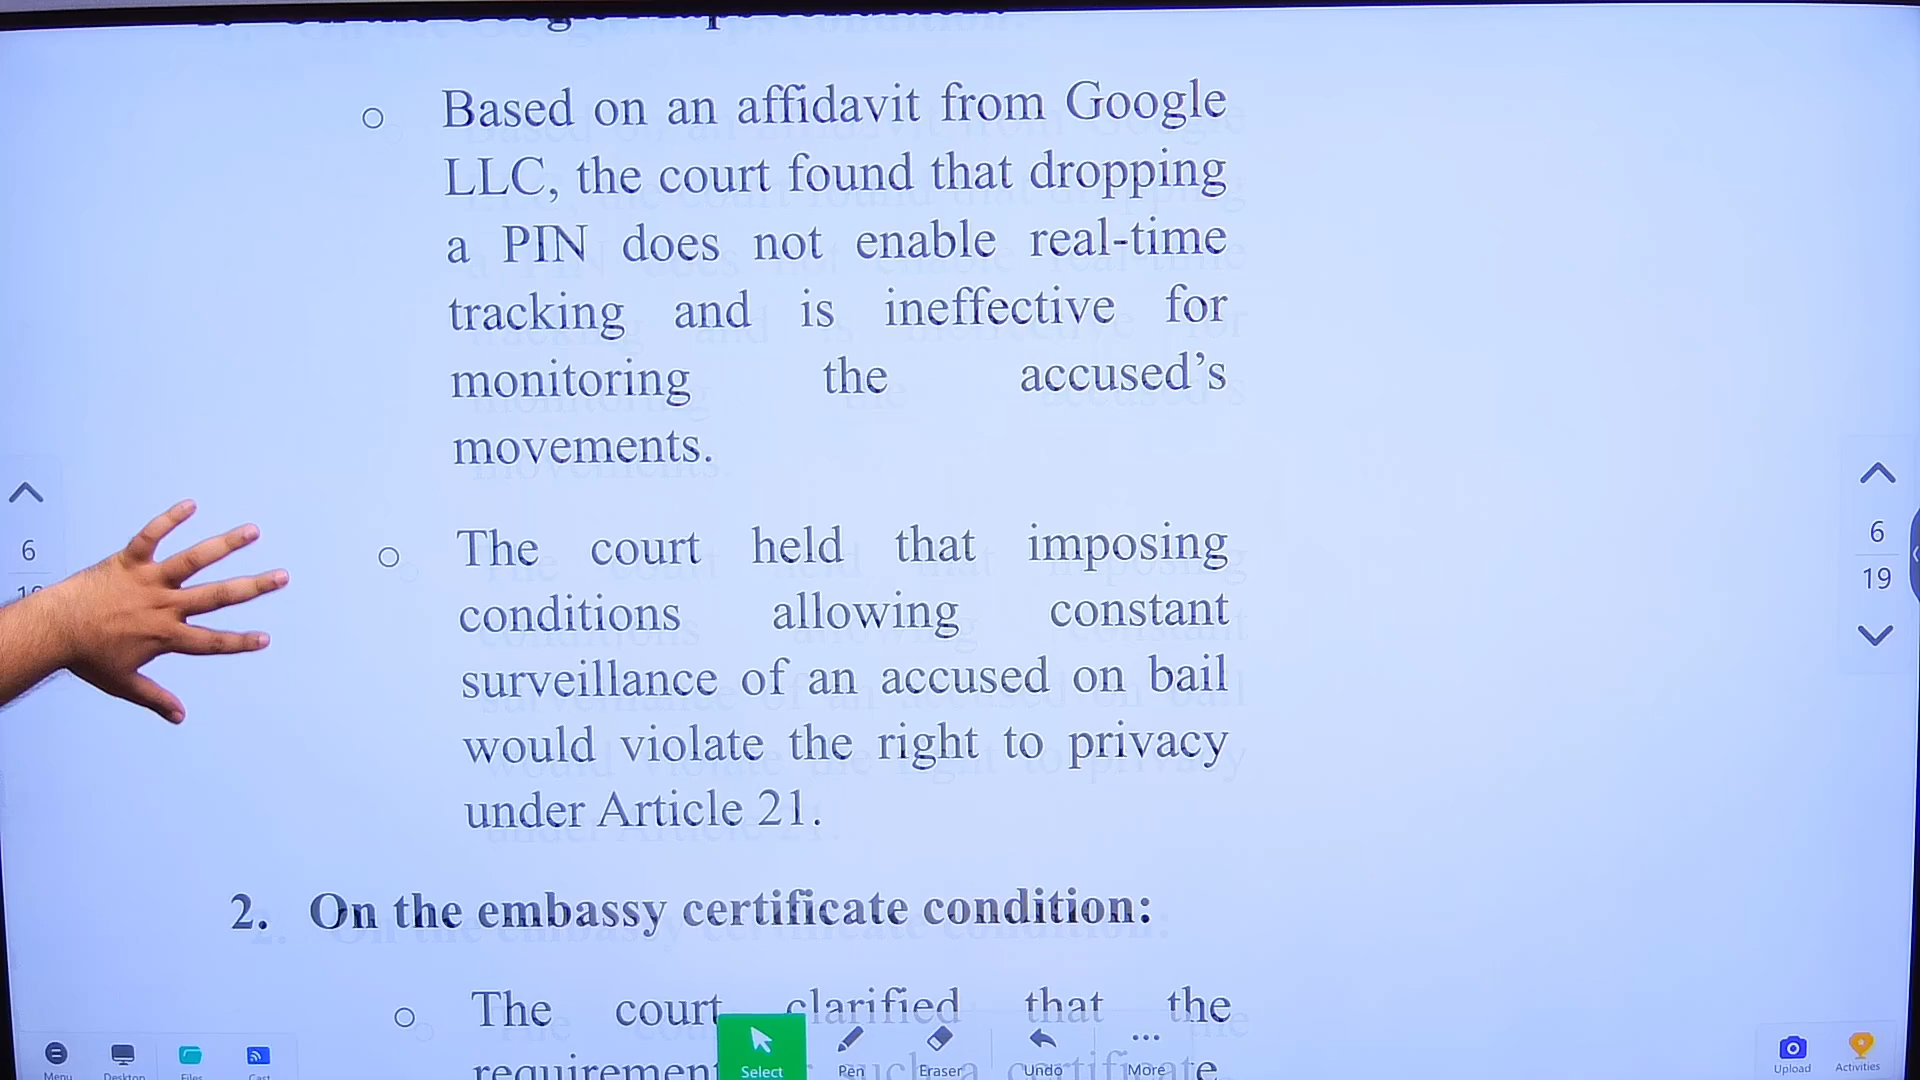 Based on an affidavit from Google
LLC, the court found that dropping
a PIN does not enable real-time
tracking and is ineffective for
monitoring the accused's
movements.
The court held that imposing
conditions allowing constant
surveillance of an accused on bail
would violate the right to privacy
under Article 21.
2. On the embassy certificate condition:
The court clarified that the
6
6
19
Select
Pen
Eraser
Undo
More
Menu
Desktop
Files
Cast
Upload
Activities